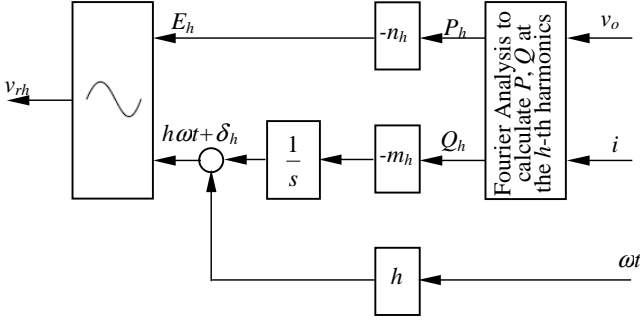 E_h
-n_h
P_h
v_o
v_rh
hωt+δ_h
1
s
-m_h
Q_h
i
Fourier Analysis to
calculate P, Q at
the h-th harmonics
h
ωt